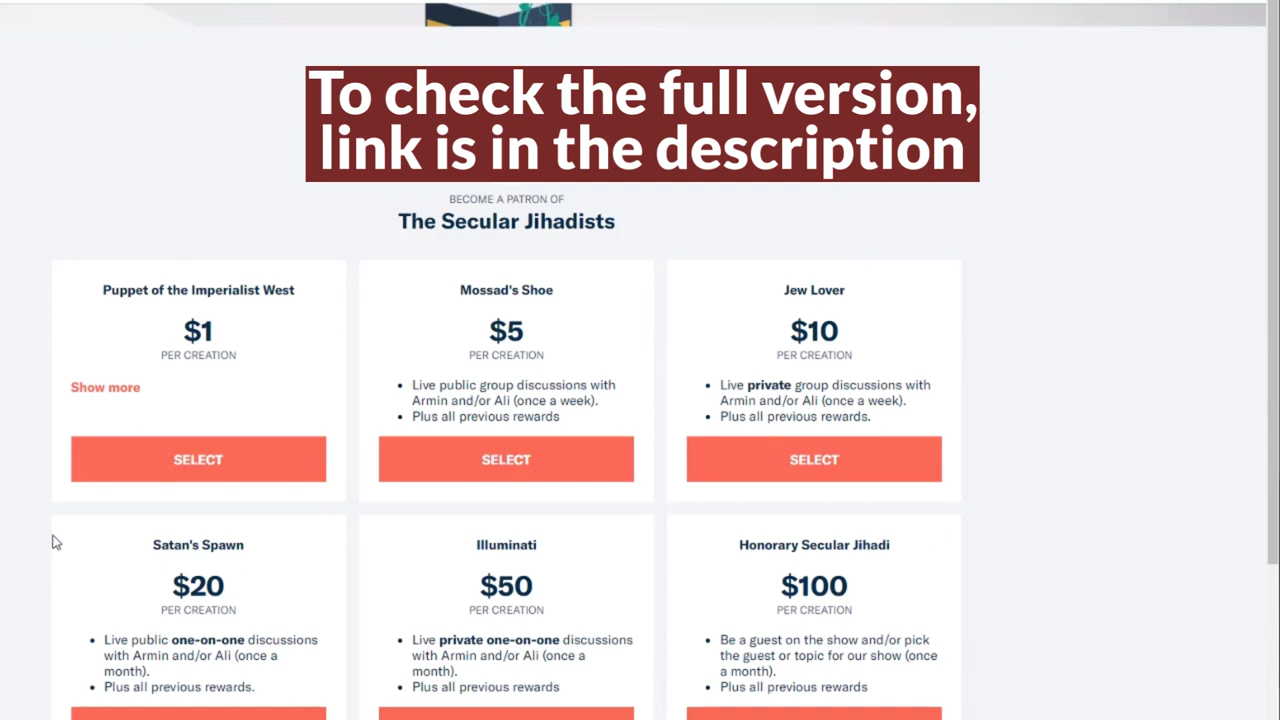 To check the full version,
link is in the description
BECOME A PATRON OF
The Secular Jihadists
Puppet of the Imperialist West
$1
PER CREATION
Show more
SELECT
Mossad's Shoe
$5
PER CREATION
• Live public group discussions with
Armin and/or Ali (once a week).
• Plus all previous rewards
SELECT
Jew Lover
$10
PER CREATION
• Live private group discussions with
Armin and/or Ali (once a week).
• Plus all previous rewards.
SELECT
Satan's Spawn
$20
PER CREATION
• Live public one-on-one discussions
with Armin and/or Ali (once a
month).
• Plus all previous rewards.
Illuminati
$50
PER CREATION
• Live private one-on-one discussions
with Armin and/or Ali (once a
month).
• Plus all previous rewards
Honorary Secular Jihadi
$100
PER CREATION
• Be a guest on the show and/or pick
the guest or topic for our show (once
a month).
• Plus all previous rewards